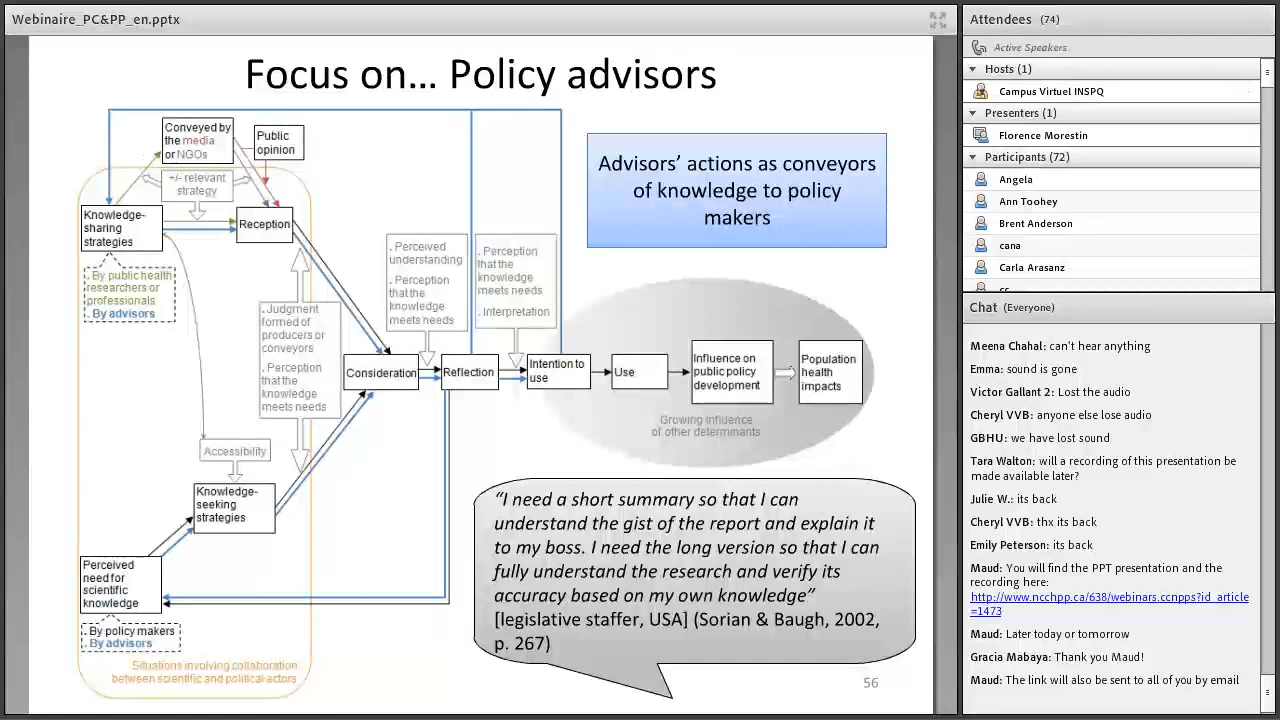 Webinaire_PC&PP_en.pptx
Focus on... Policy advisors
Conveyed by
the media
or NGOs
Public
opinion
+/- relevant
strategy
Knowledge-
sharing
strategies
Reception
. By public health
researchers or
professionals
. By advisors
. Judgment
formed of
producers or
conveyors
. Perception
that the
knowledge
meets needs
. Perceived
understanding
. Perception
that the
knowledge
meets needs
. Perception
that the
knowledge
meets needs
. Interpretation
Advisors' actions as conveyors
of knowledge to policy
makers
Consideration
Reflection
Intention to
use
Use
Influence on
public policy
development
Population
health
impacts
Growing influence
of other determinants
Accessibility
Knowledge-
seeking
strategies
Perceived
need for
scientific
knowledge
. By policy makers
. By advisors
Situations involving collaboration
between scientific and political actors
“I need a short summary so that I can
understand the gist of the report and explain it
to my boss. I need the long version so that I can
fully understand the research and verify its
accuracy based on my own knowledge”
[legislative staffer, USA] (Sorian & Baugh, 2002,
p. 267)
56
Attendees (74)
Active Speakers
Hosts (1)
Campus Virtuel INSPQ
Presenters (1)
Florence Morestin
Participants (72)
Angela
Ann Toohey
Brent Anderson
cana
Carla Arasanz
Chat (Everyone)
Meena Chahal: can't hear anything
Emma: sound is gone
Victor Gallant 2: Lost the audio
Cheryl VVB: anyone else lose audio
GBHU: we have lost sound
Tara Walton: will a recording of this presentation be
made available later?
Julie W.: its back
Cheryl VVB: thx its back
Emily Peterson: its back
Maud: You will find the PPT presentation and the
recording here:
http://www.ncchpp.ca/638/webinars.ccnpps?id_article
=1473
Maud: Later today or tomorrow
Gracia Mabaya: Thank you Maud!
Maud: The link will also be sent to all of you by email